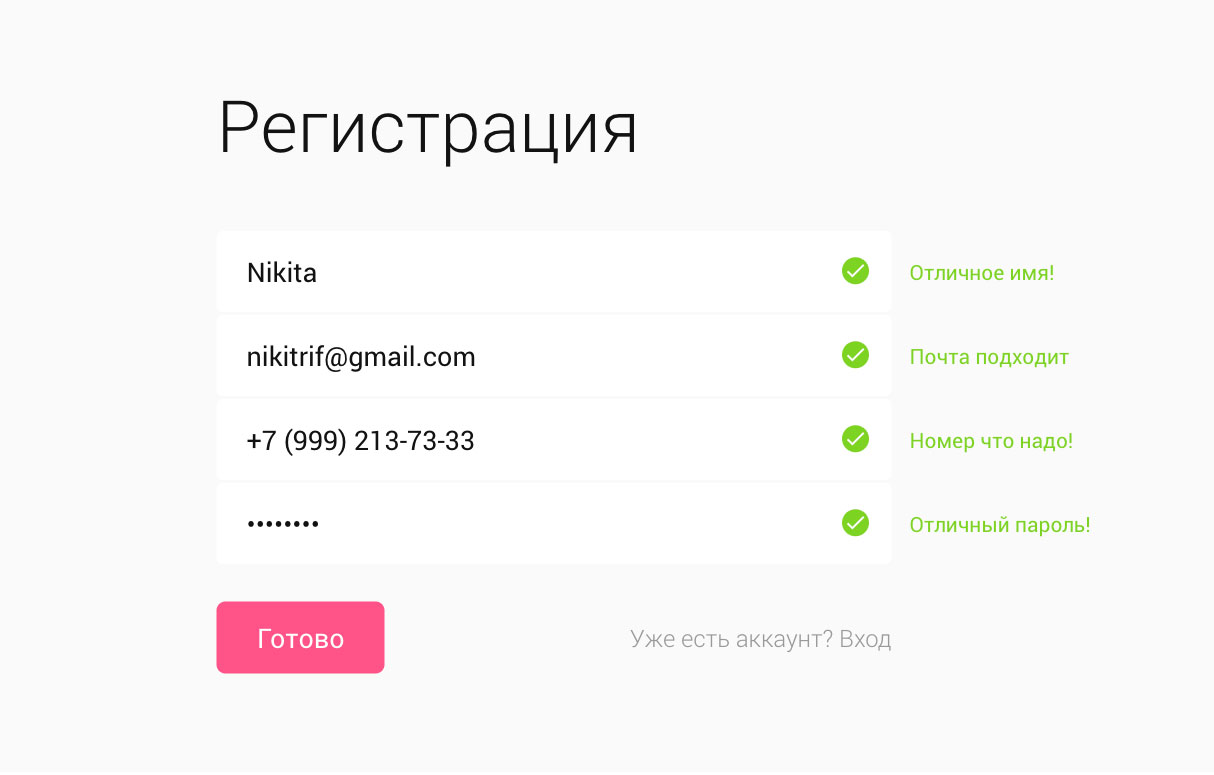 Регистрация
Nikita
Отличное имя!
nikitrif@gmail.com
Почта подходит
+7 (999) 213-73-33
Номер что надо!
••••••••
Отличный пароль!
Готово
Уже есть аккаунт? Вход